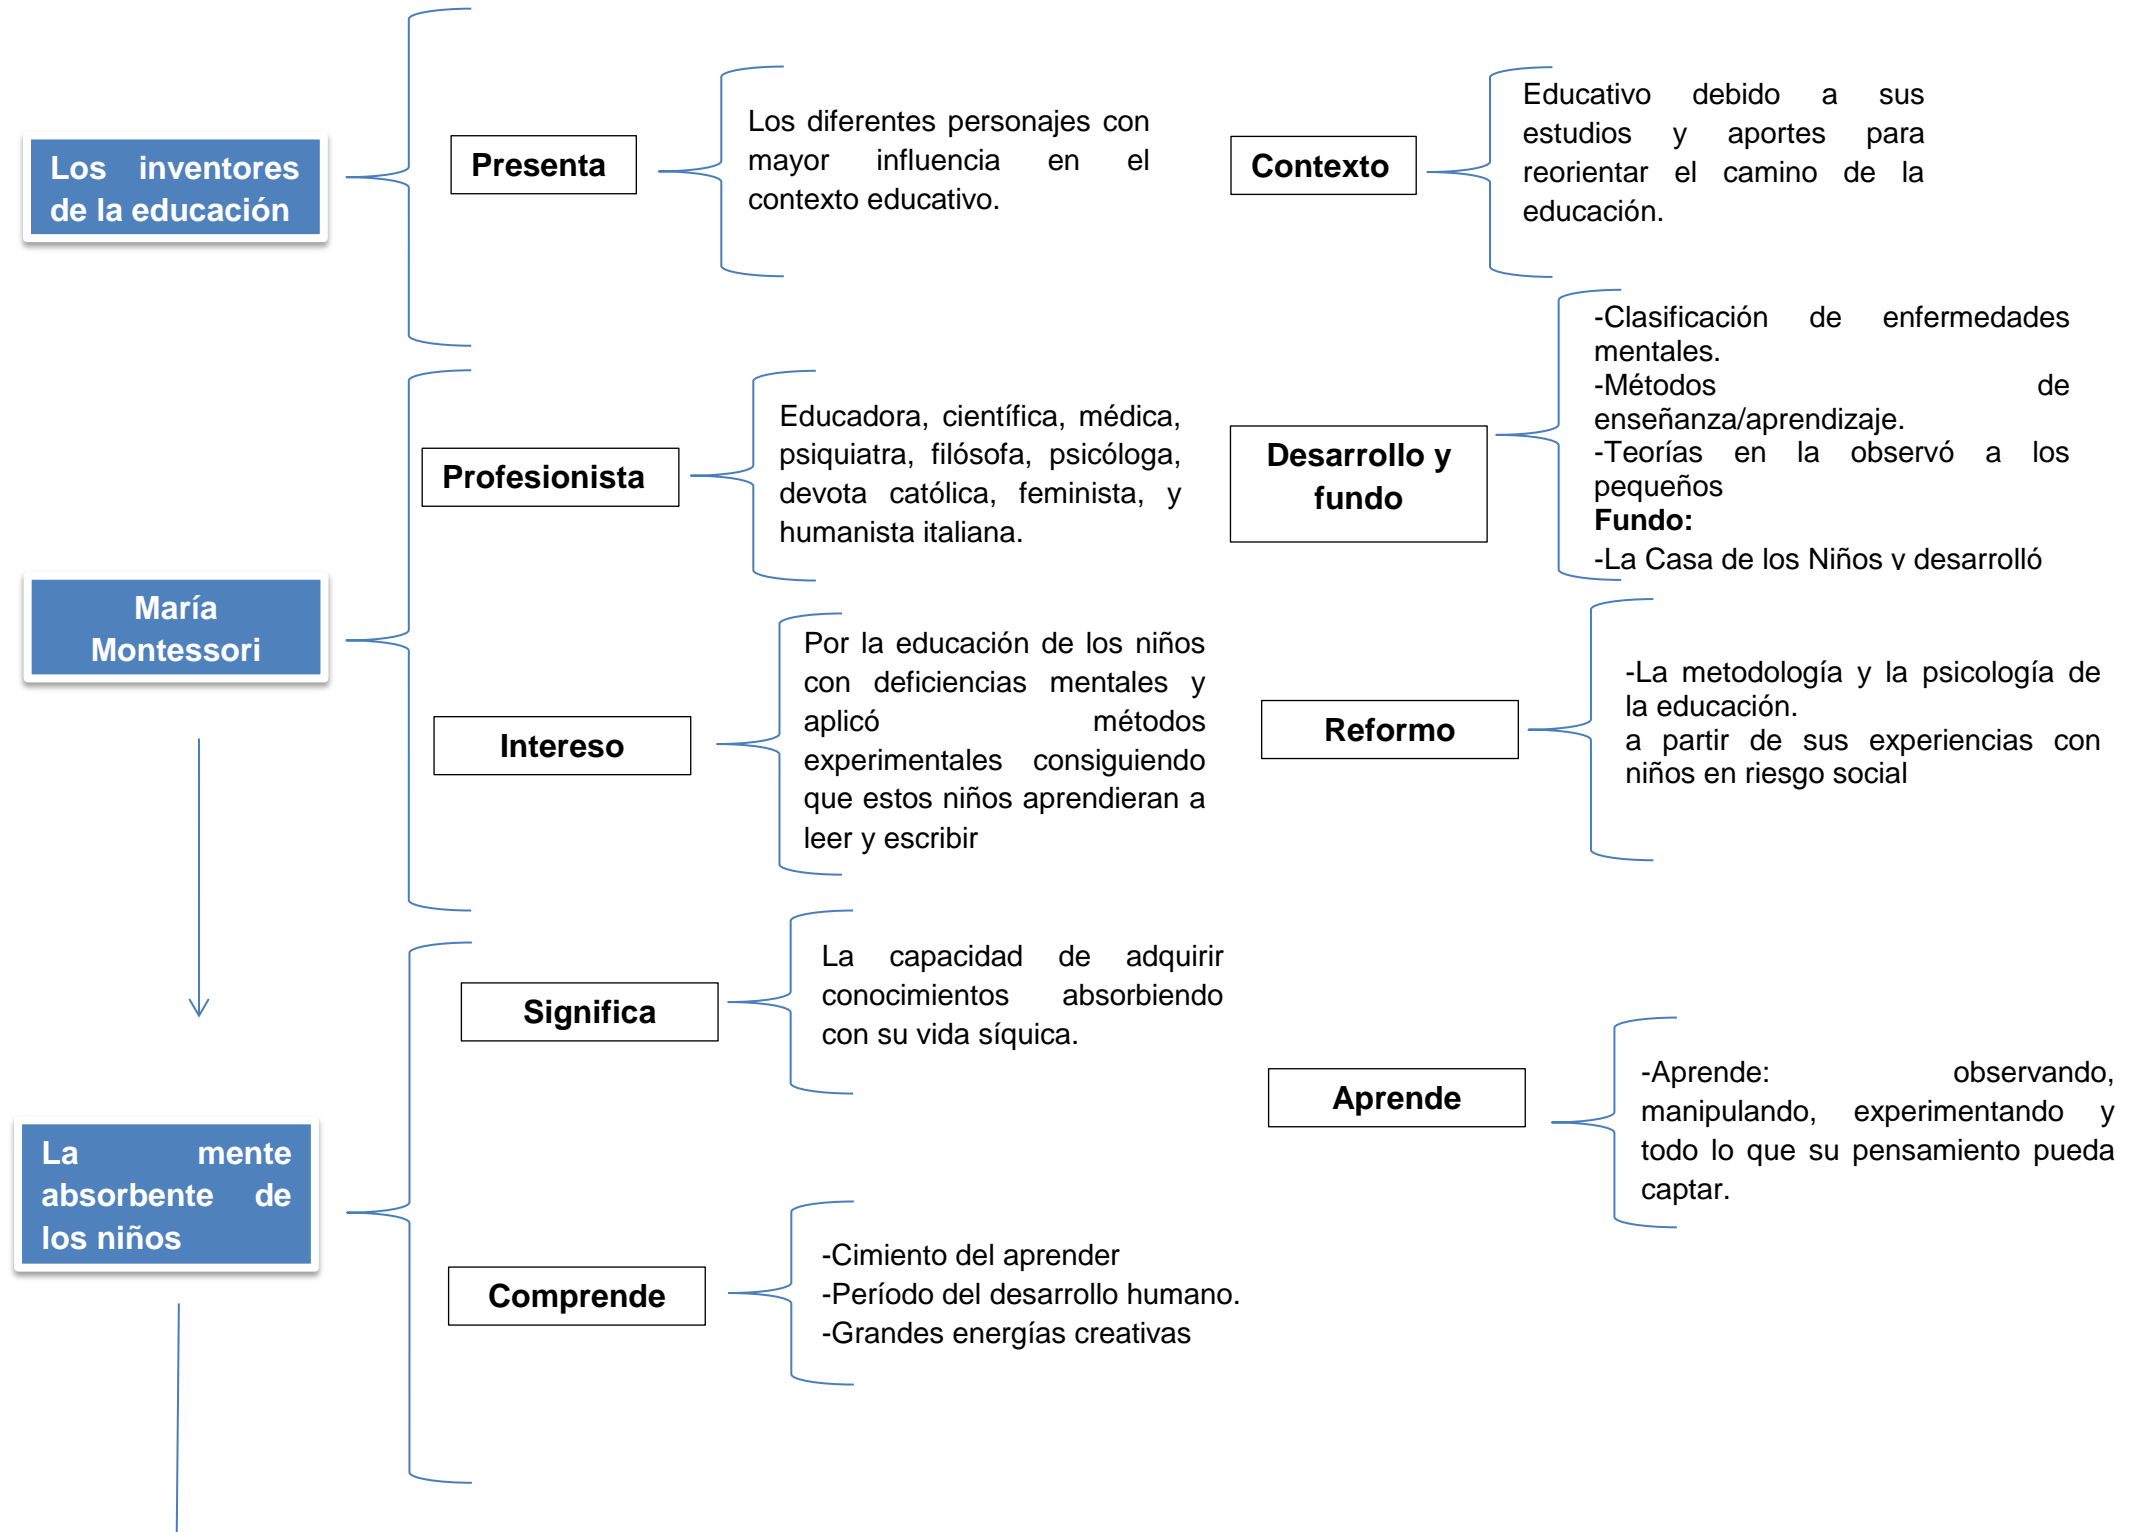 Los inventores
de la educación
Presenta
Los diferentes personajes con
mayor influencia en el
contexto educativo.
Contexto
Educativo debido a sus
estudios y aportes para
reorientar el camino de la
educación.
María
Montessori
Profesionista
Educadora, científica, médica,
psiquiatra, filósofa, psicóloga,
devota católica, feminista, y
humanista italiana.
Desarrollo y
fundo
-Clasificación de enfermedades
mentales.
-Métodos de
enseñanza/aprendizaje.
-Teorías en la observó a los
pequeños
Fundo:
-La Casa de los Niños y desarrolló
Intereso
Por la educación de los niños
con deficiencias mentales y
aplicó métodos
experimentales consiguiendo
que estos niños aprendieran a
leer y escribir
Reformo
-La metodología y la psicología de
la educación.
a partir de sus experiencias con
niños en riesgo social
La mente
absorbente de
los niños
Significa
La capacidad de adquirir
conocimientos absorbiendo
con su vida síquica.
Aprende
-Aprende: observando,
manipulando, experimentando y
todo lo que su pensamiento pueda
captar.
Comprende
-Cimiento del aprender
-Período del desarrollo humano.
-Grandes energías creativas